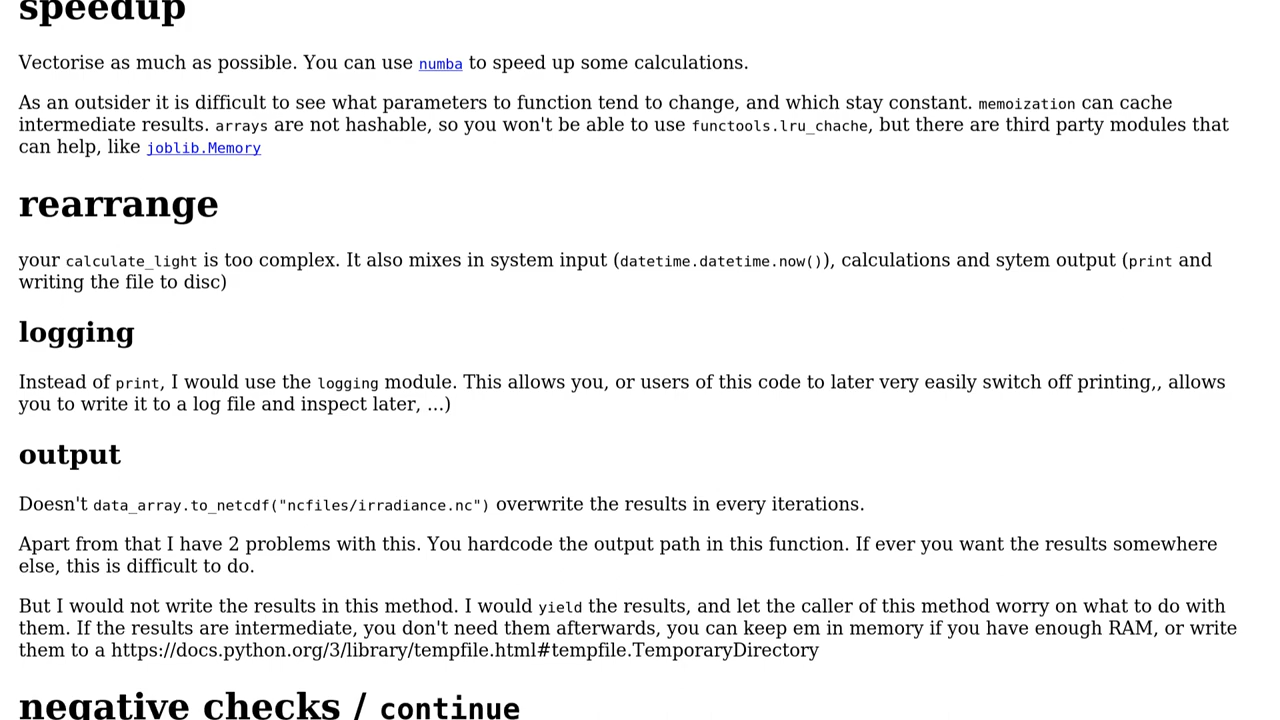 speedup
Vectorise as much as possible. You can use numba to speed up some calculations.
As an outsider it is difficult to see what parameters to function tend to change, and which stay constant. memoization can cache
intermediate results. arrays are not hashable, so you won't be able to use functools.lru_chache, but there are third party modules that
can help, like joblib.Memory
rearrange
your calculate_light is too complex. It also mixes in system input (datetime.datetime.now()), calculations and sytem output (print and
writing the file to disc)
logging
Instead of print, I would use the logging module. This allows you, or users of this code to later very easily switch off printing,, allows
you to write it to a log file and inspect later, ...)
output
Doesn't data_array.to_netcdf("ncfiles/irradiance.nc") overwrite the results in every iterations.
Apart from that I have 2 problems with this. You hardcode the output path in this function. If ever you want the results somewhere
else, this is difficult to do.
But I would not write the results in this method. I would yield the results, and let the caller of this method worry on what to do with
them. If the results are intermediate, you don't need them afterwards, you can keep em in memory if you have enough RAM, or write
them to a https://docs.python.org/3/library/tempfile.html#tempfile.TemporaryDirectory
negative checks / continue